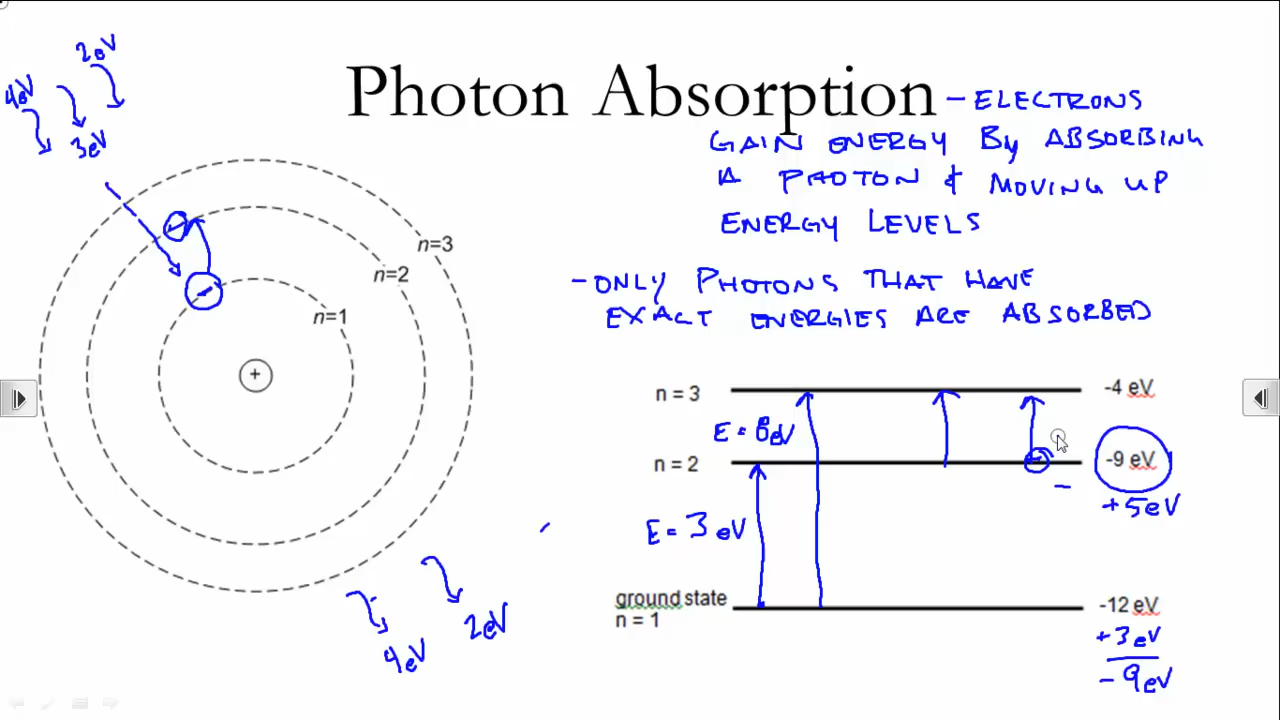 Photon Absorption
- ELECTRONS
GAIN ENERGY By ABSORBING
A PHOTON & MOVING UP
ENERGY LEVELS
- ONLY PHOTONS THAT HAVE
EXACT ENERGIES ARE ABSORBED
2eV
4eV
3eV
n=3
n=2
n=1
+
4eV
2eV
n = 3
-4 eV
E = 8eV
n = 2
-9 eV
+5eV
E = 3 eV
ground state
n = 1
-12 eV
+3 eV
-9eV